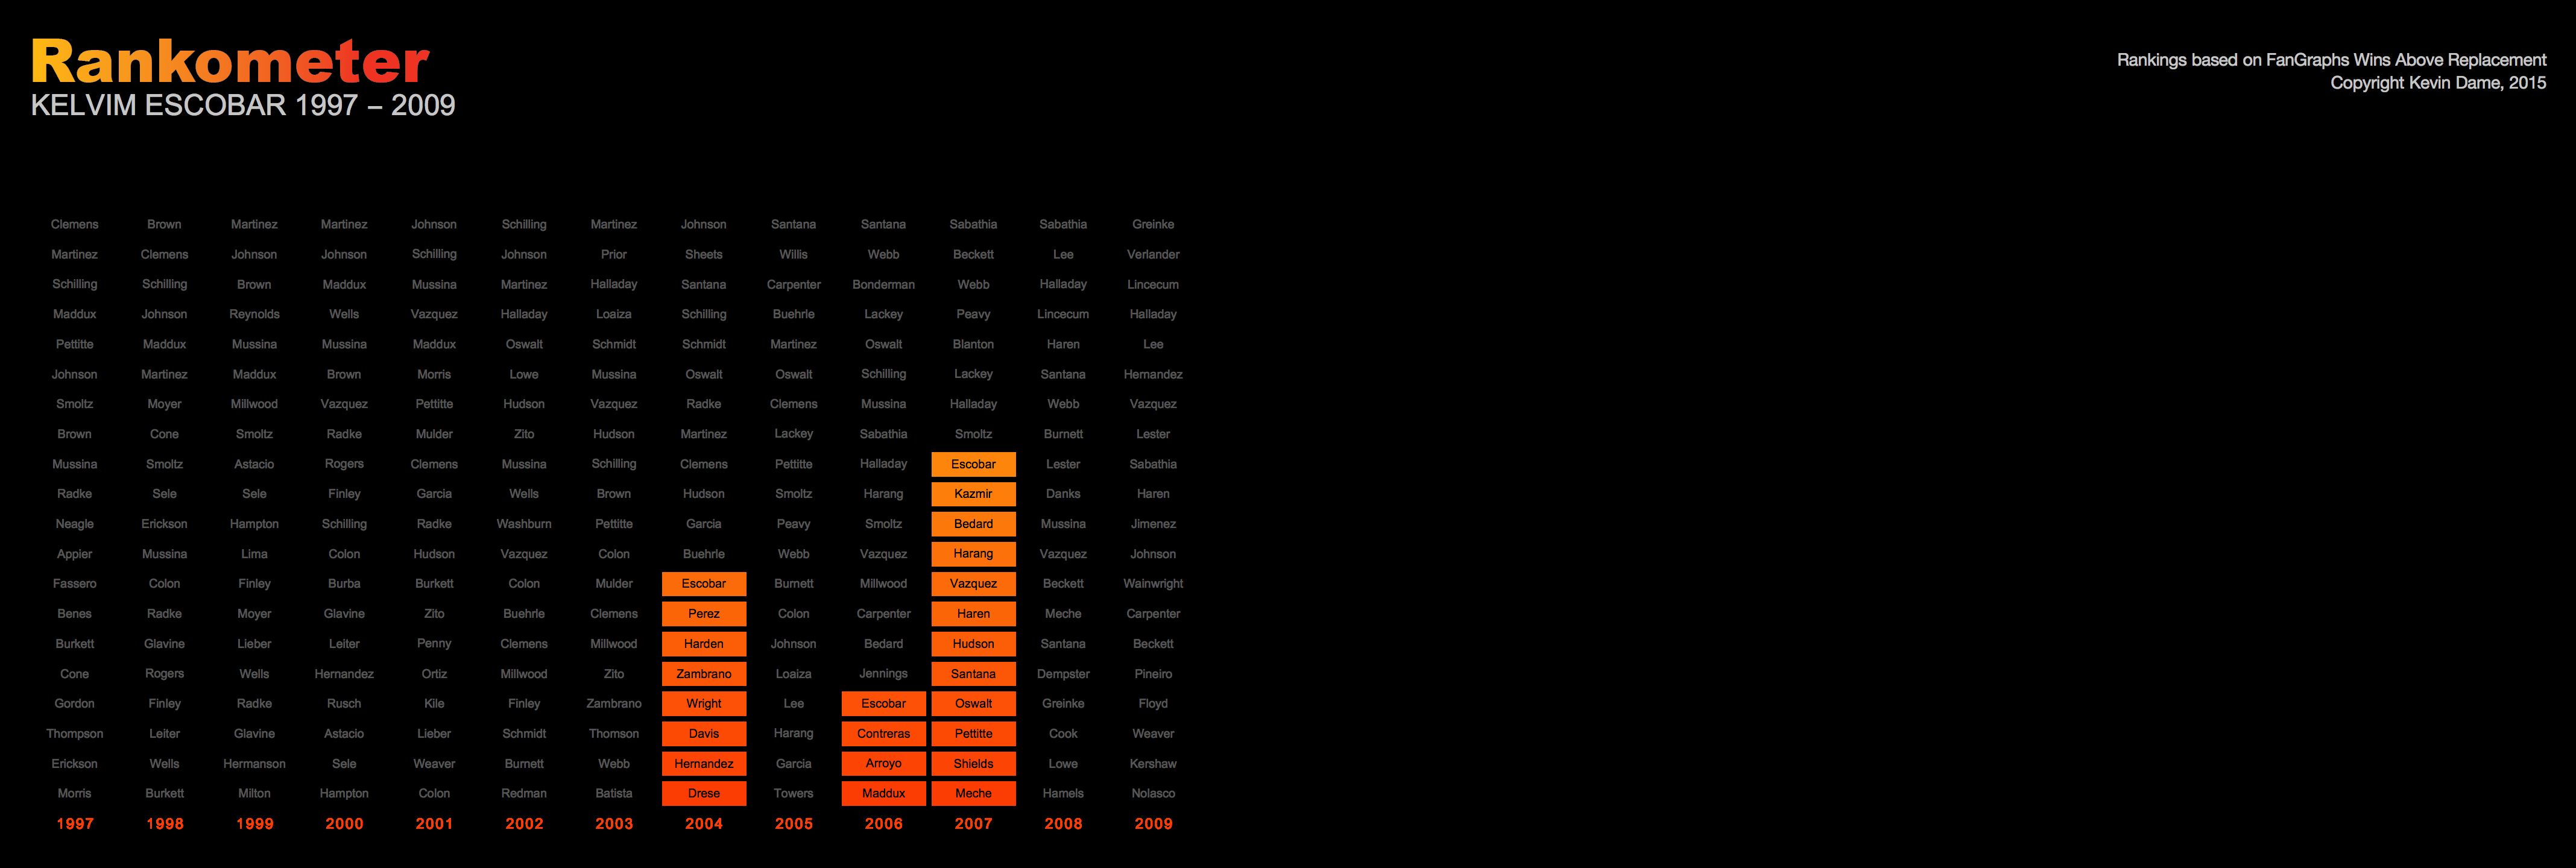 Rankometer
KELVIM ESCOBAR 1997 – 2009
Rankings based on FanGraphs Wins Above Replacement
Copyright Kevin Dame, 2015
Clemens Brown Martinez Martinez Johnson Schilling Martinez Johnson Santana Santana Sabathia Sabathia Greinke
Martinez Clemens Johnson Johnson Schilling Johnson Prior Sheets Willis Webb Beckett Lee Verlander
Schilling Schilling Brown Maddux Mussina Martinez Halladay Santana Carpenter Bonderman Webb Halladay Lincecum
Maddux Johnson Reynolds Wells Vazquez Halladay Loaiza Schilling Buehrle Lackey Peavy Lincecum Halladay
Pettitte Maddux Mussina Mussina Maddux Oswalt Schmidt Schmidt Martinez Oswalt Blanton Haren Lee
Johnson Martinez Maddux Brown Morris Lowe Mussina Oswalt Oswalt Schilling Lackey Santana Hernandez
Smoltz Moyer Millwood Vazquez Pettitte Hudson Vazquez Radke Clemens Mussina Halladay Webb Vazquez
Brown Cone Smoltz Radke Mulder Zito Hudson Martinez Lackey Sabathia Smoltz Burnett Lester
Mussina Smoltz Astacio Rogers Clemens Mussina Schilling Clemens Pettitte Halladay Escobar Lester Sabathia
Radke Sele Sele Finley Garcia Wells Brown Hudson Smoltz Harang Kazmir Danks Haren
Neagle Erickson Hampton Schilling Radke Washburn Pettitte Garcia Peavy Smoltz Bedard Mussina Jimenez
Appier Mussina Lima Colon Hudson Vazquez Colon Buehrle Webb Vazquez Harang Vazquez Johnson
Fassero Colon Finley Burba Burkett Colon Mulder Escobar Burnett Millwood Vazquez Beckett Wainwright
Benes Radke Moyer Glavine Zito Buehrle Clemens Perez Colon Carpenter Haren Meche Carpenter
Burkett Glavine Lieber Leiter Penny Clemens Millwood Harden Johnson Bedard Hudson Santana Beckett
Cone Rogers Wells Hernandez Ortiz Millwood Zito Zambrano Loaiza Jennings Santana Dempster Pineiro
Gordon Finley Radke Rusch Kile Finley Zambrano Wright Lee Escobar Oswalt Greinke Floyd
Thompson Leiter Glavine Astacio Lieber Schmidt Thomson Davis Harang Contreras Pettitte Cook Weaver
Erickson Wells Hermanson Sele Weaver Burnett Webb Hernandez Garcia Arroyo Shields Lowe Kershaw
Morris Burkett Milton Hampton Colon Redman Batista Drese Towers Maddux Meche Hamels Nolasco
1997 1998 1999 2000 2001 2002 2003 2004 2005 2006 2007 2008 2009